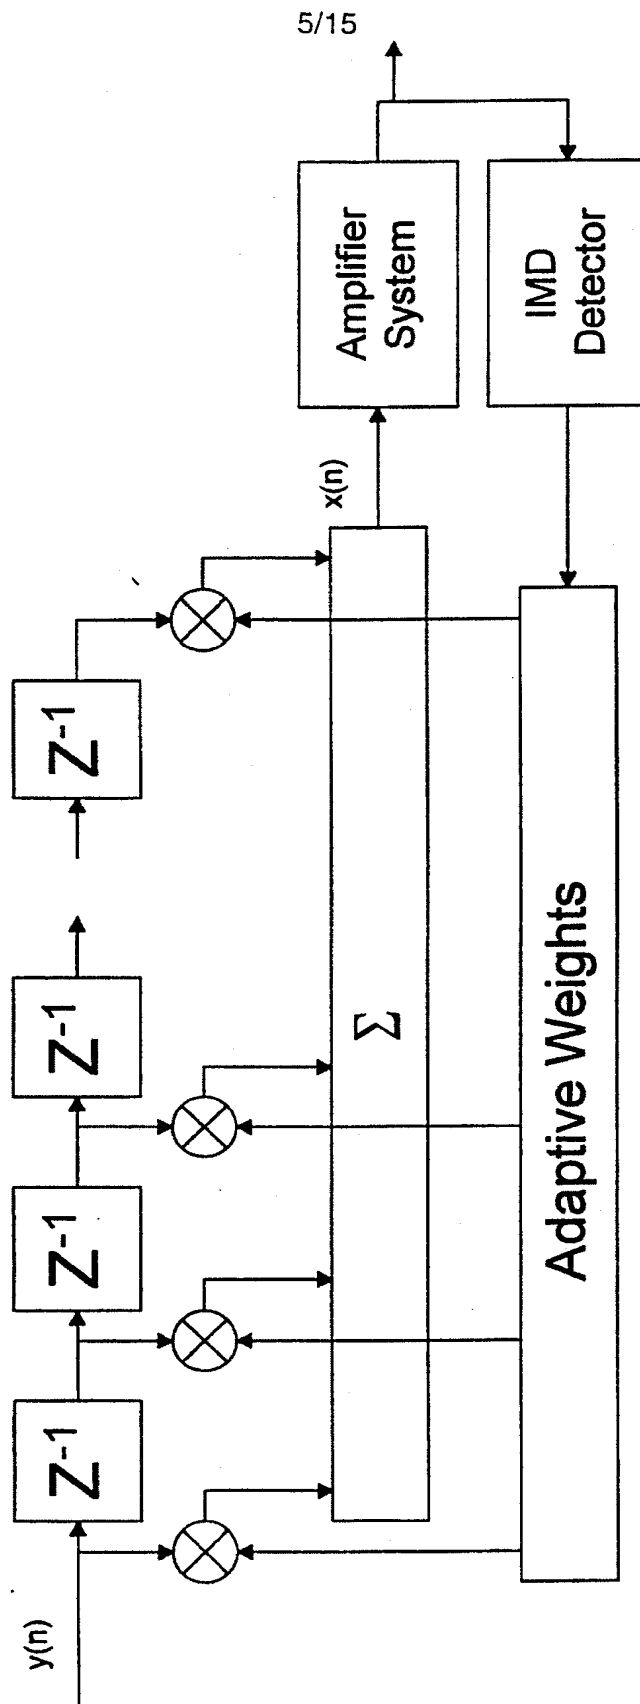 5/15
y(n)
Z-1
Z-1
Z-1
Z-1
Σ
x(n)
Amplifier
System
IMD
Detector
Adaptive Weights